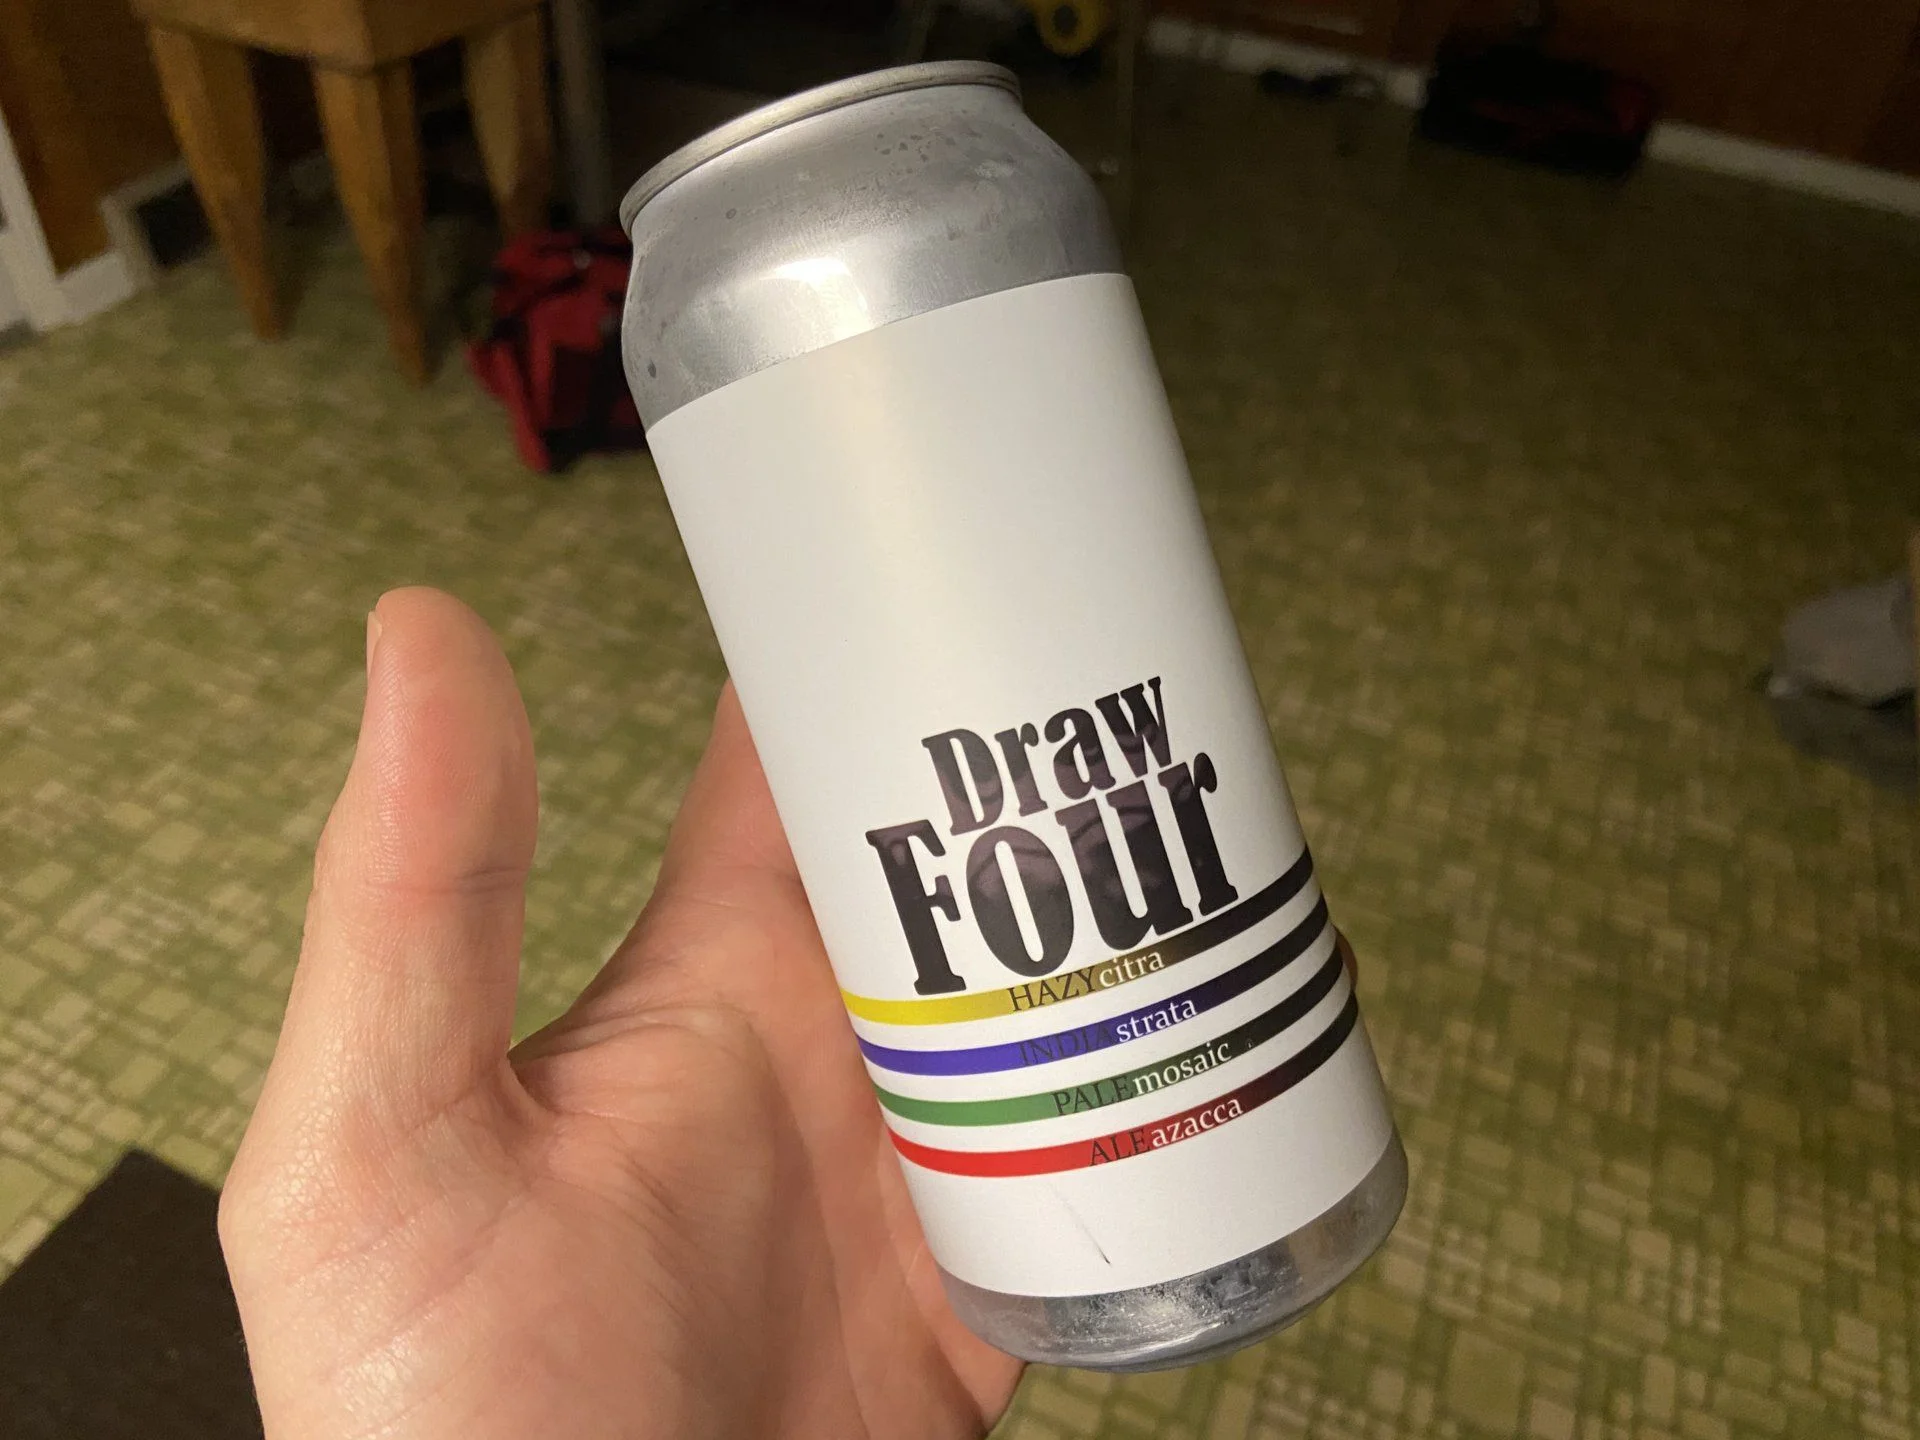 Draw
Four
HAZYcitra
INDIAstrata
PALEmosaic
ALEazacca